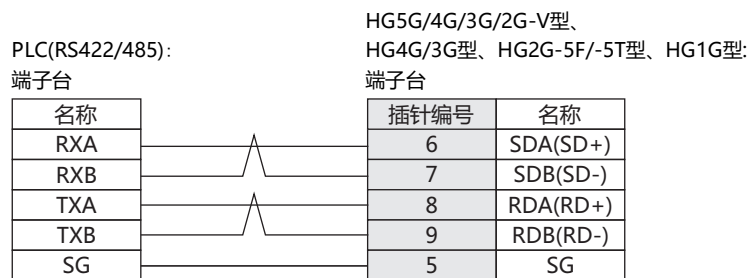 HG5G/4G/3G/2G-V型、
PLC(RS422/485): HG4G/3G型、HG2G-5F/-5T型、HG1G型:
端子台 端子台
名称 插针编号 名称
RXA 6 SDA(SD+)
RXB 7 SDB(SD-)
TXA 8 RDA(RD+)
TXB 9 RDB(RD-)
SG 5 SG